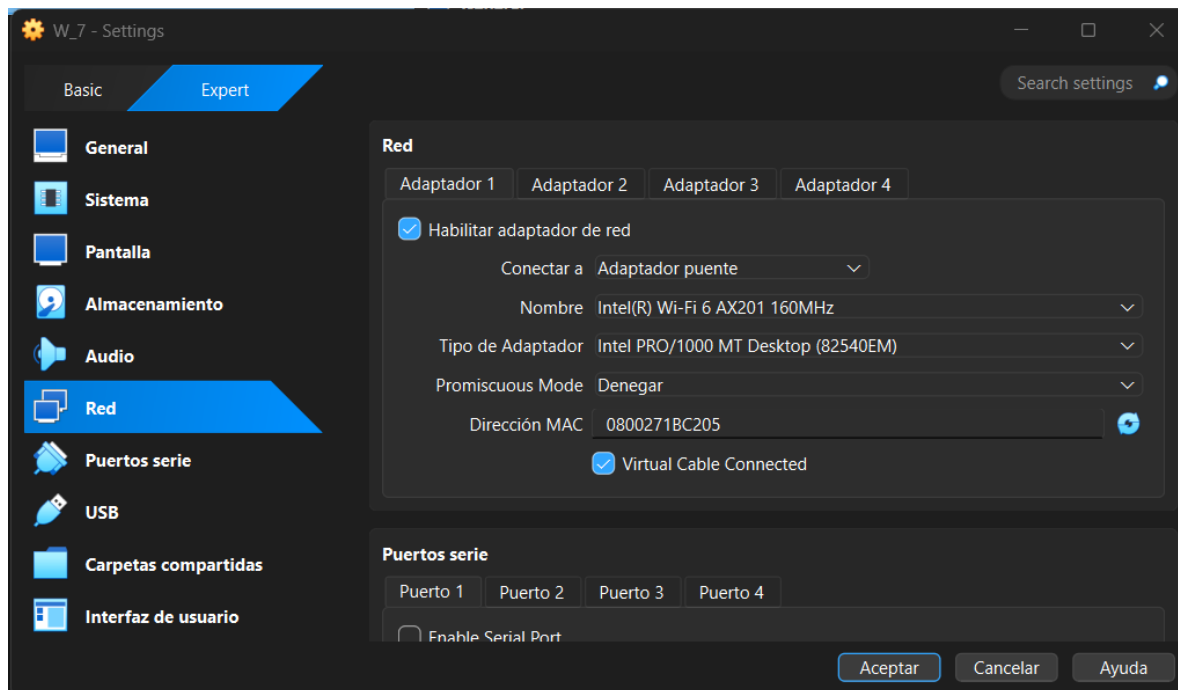 W_7 - Settings
Basic
Expert
Search settings
General
Sistema
Pantalla
Almacenamiento
Audio
Red
Puertos serie
USB
Carpetas compartidas
Interfaz de usuario
Red
Adaptador 1 Adaptador 2 Adaptador 3 Adaptador 4
Habilitar adaptador de red
Conectar a Adaptador puente
Nombre Intel(R) Wi-Fi 6 AX201 160MHz
Tipo de Adaptador Intel PRO/1000 MT Desktop (82540EM)
Promiscuous Mode Denegar
Dirección MAC 0800271BC205
Virtual Cable Connected
Puertos serie
Puerto 1 Puerto 2 Puerto 3 Puerto 4
Enable Serial Port
Aceptar Cancelar Ayuda